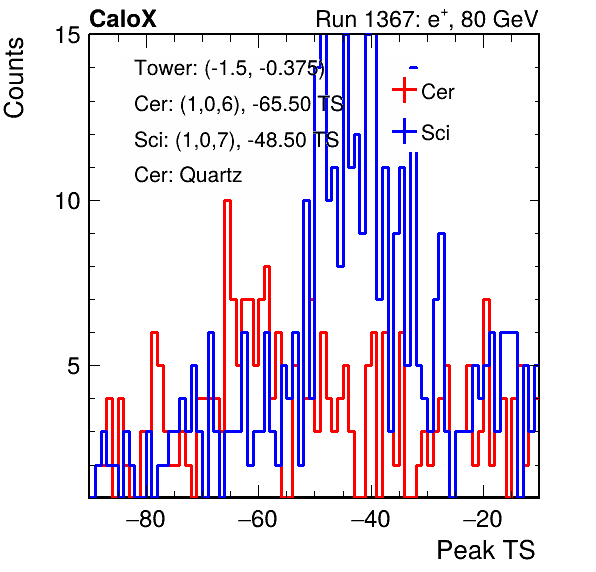 CaloX Run 1367: e⁺, 80 GeV
Counts
15
10
5
Tower: (-1.5, -0.375)
Cer: (1,0,6), -65.50 TS
Sci: (1,0,7), -48.50 TS
Cer: Quartz
Cer
Sci
−80 −60 −40 −20
Peak TS